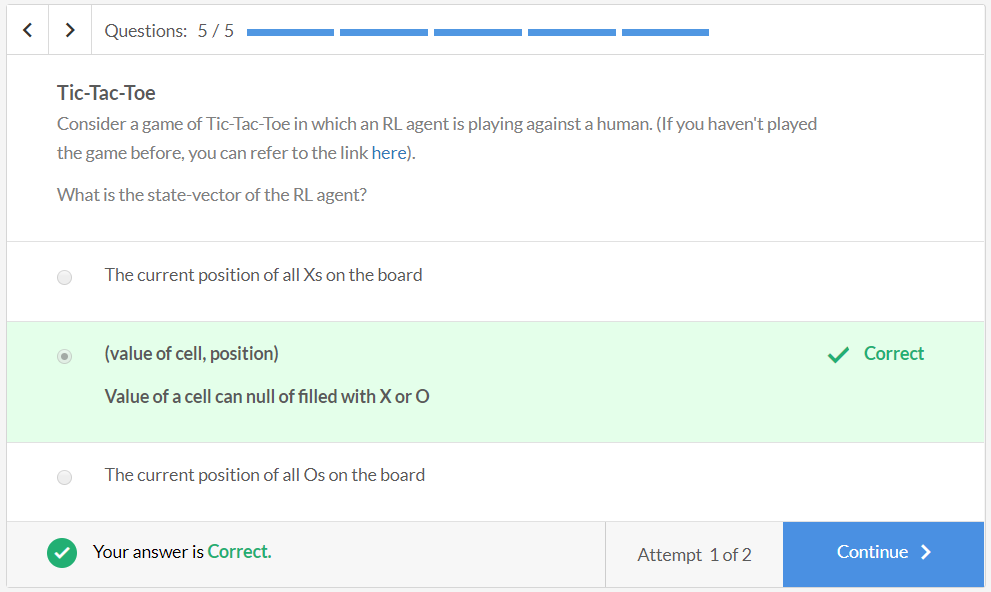 Questions: 5 / 5
Tic-Tac-Toe
Consider a game of Tic-Tac-Toe in which an RL agent is playing against a human. (If you haven't played
the game before, you can refer to the link here).
What is the state-vector of the RL agent?
The current position of all Xs on the board
(value of cell, position)
Correct
Value of a cell can null of filled with X or O
The current position of all Os on the board
Your answer is Correct.
Attempt 1 of 2
Continue